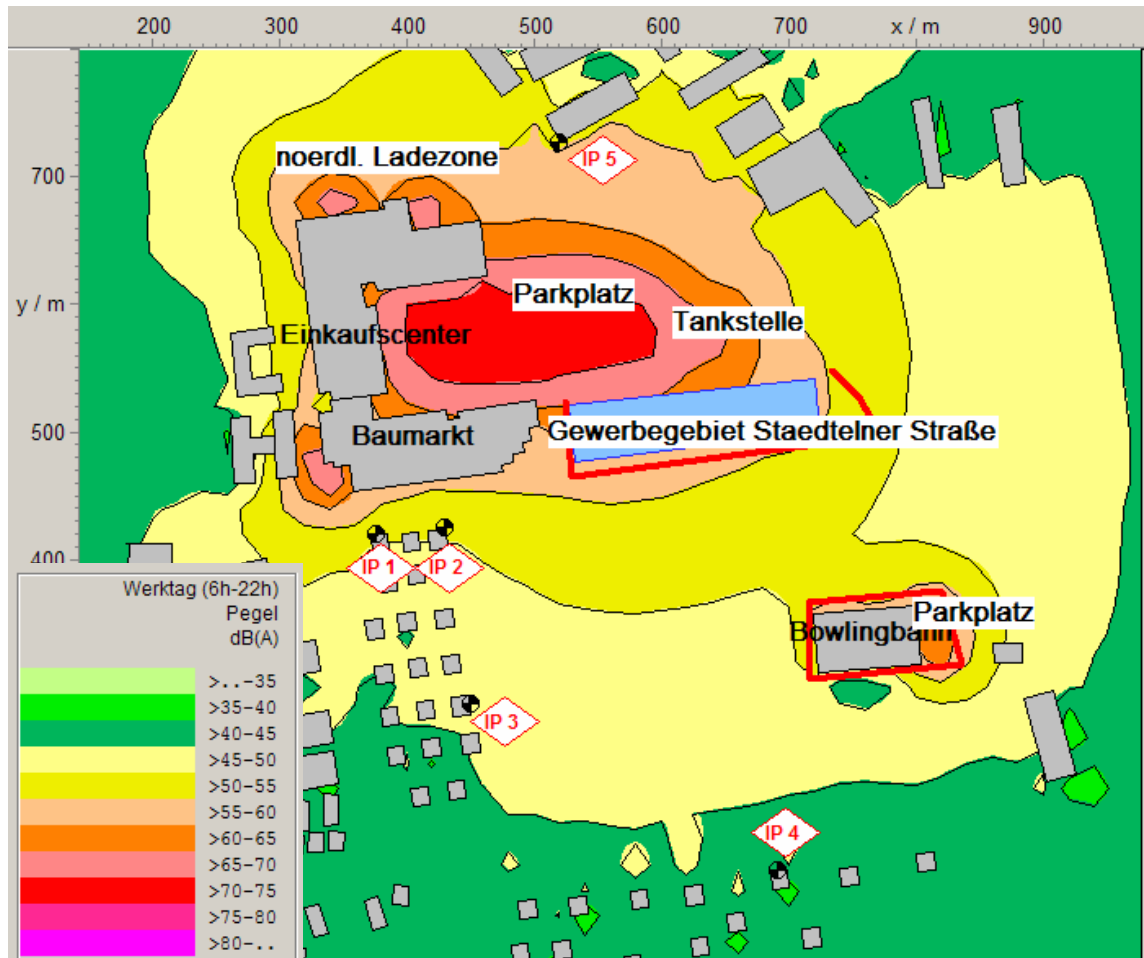 200
300
400
500
600
700
x / m
900
noerdl. Ladezone
IP 5
700
y / m
Parkplatz
Tankstelle
Einkaufscenter
500
Baumarkt
Gewerbegebiet Staedtelner Straße
400
IP 1
IP 2
Werktag (6h-22h)
Pegel
dB(A)
Parkplatz
Bowlingbahn
>..-35
>35-40
>40-45
>45-50
>50-55
>55-60
>60-65
>65-70
>70-75
>75-80
>80-..
IP 3
IP 4